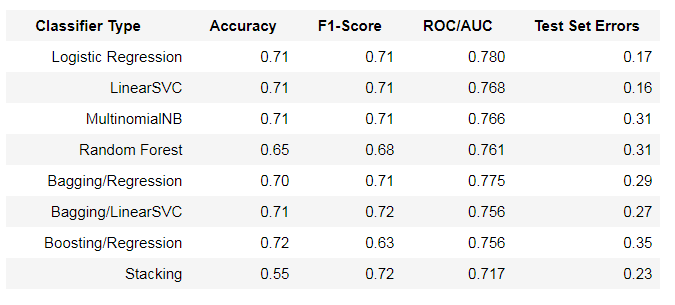 Classifier Type Accuracy F1-Score ROC/AUC Test Set Errors
Logistic Regression 0.71 0.71 0.780 0.17
LinearSVC 0.71 0.71 0.768 0.16
MultinomialNB 0.71 0.71 0.766 0.31
Random Forest 0.65 0.68 0.761 0.31
Bagging/Regression 0.70 0.71 0.775 0.29
Bagging/LinearSVC 0.71 0.72 0.756 0.27
Boosting/Regression 0.72 0.63 0.756 0.35
Stacking 0.55 0.72 0.717 0.23